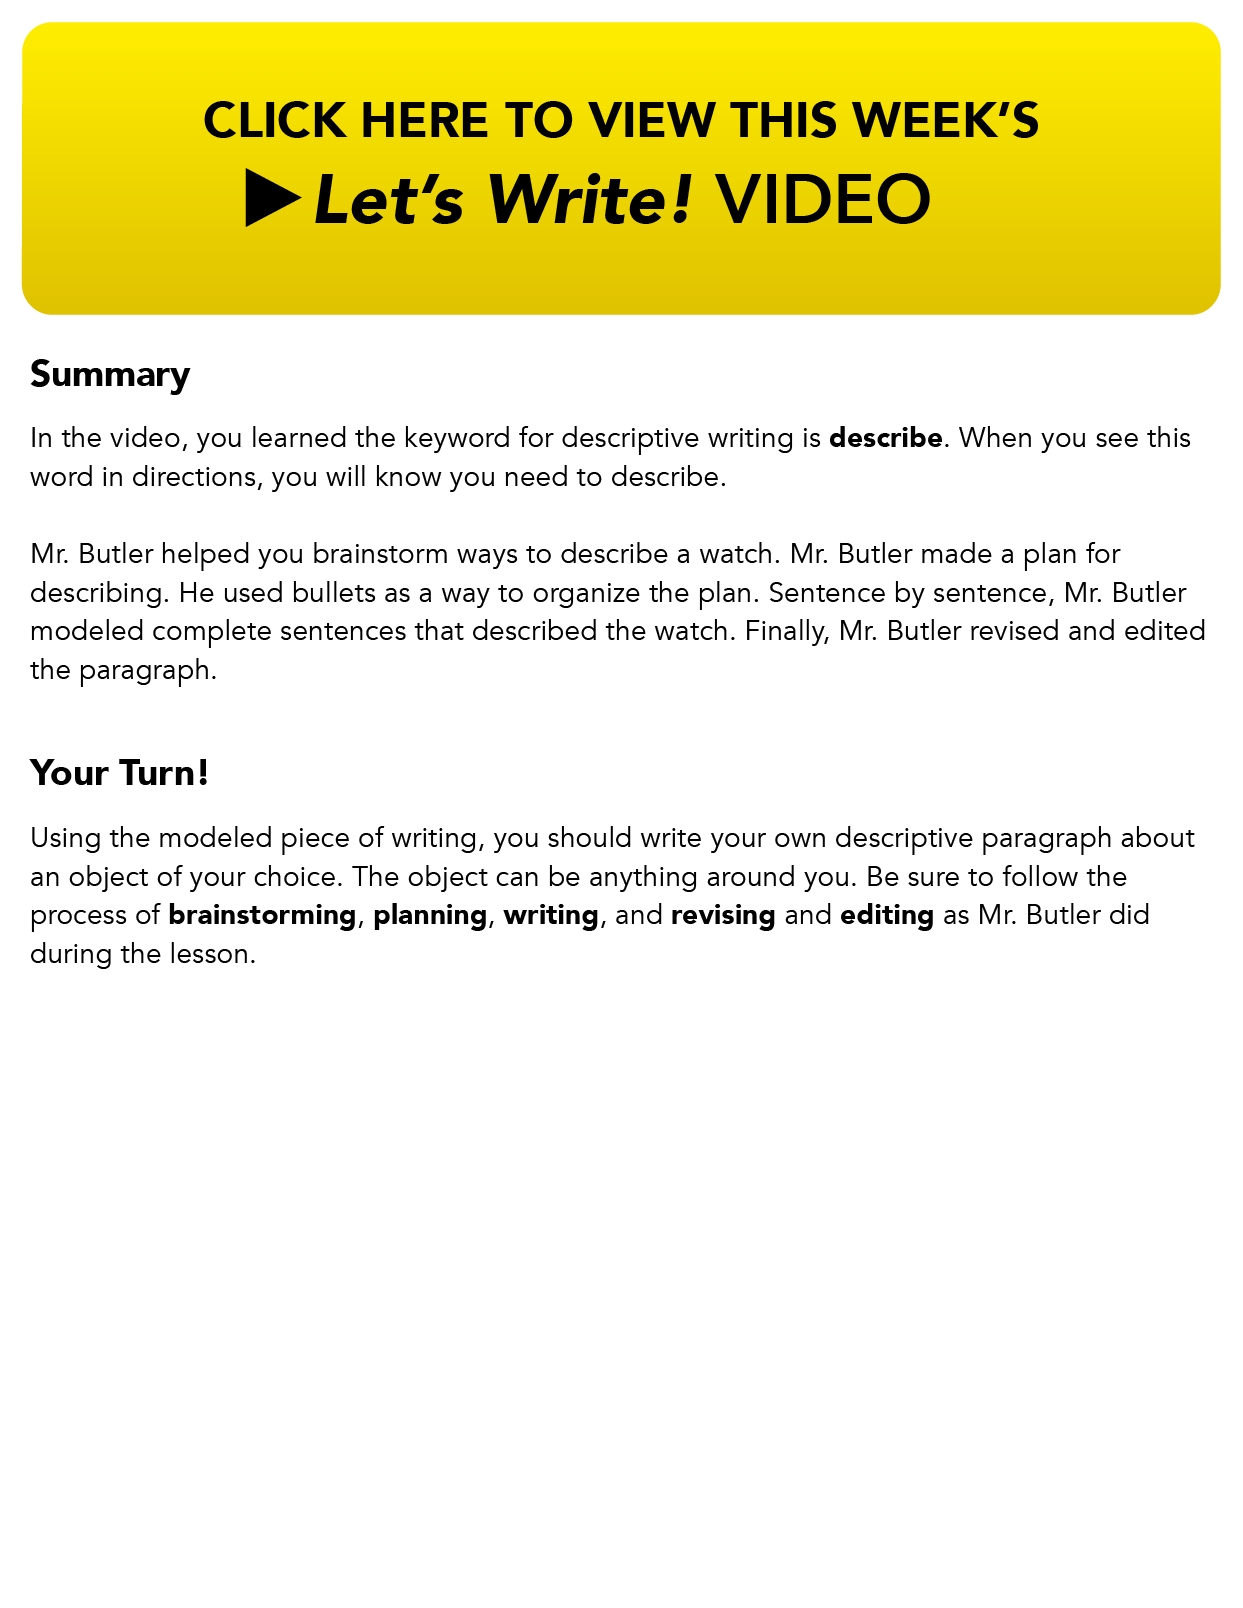 CLICK HERE TO VIEW THIS WEEK’S
Let’s Write! VIDEO
Summary
In the video, you learned the keyword for descriptive writing is describe. When you see this
word in directions, you will know you need to describe.
Mr. Butler helped you brainstorm ways to describe a watch. Mr. Butler made a plan for
describing. He used bullets as a way to organize the plan. Sentence by sentence, Mr. Butler
modeled complete sentences that described the watch. Finally, Mr. Butler revised and edited
the paragraph.
Your Turn!
Using the modeled piece of writing, you should write your own descriptive paragraph about
an object of your choice. The object can be anything around you. Be sure to follow the
process of brainstorming, planning, writing, and revising and editing as Mr. Butler did
during the lesson.